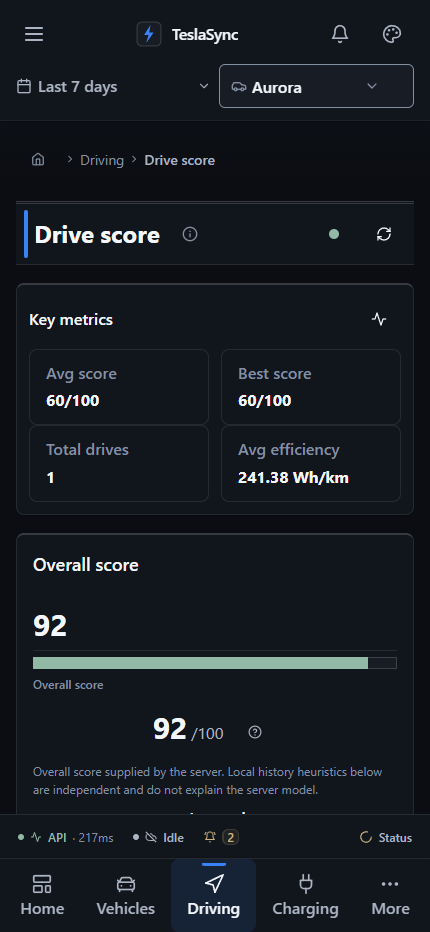 TeslaSync
Last 7 days
Aurora
Driving
Drive score
Drive score
Key metrics
Avg score
60/100
Best score
60/100
Total drives
1
Avg efficiency
241.38 Wh/km
Overall score
92
Overall score
92 /100
Overall score supplied by the server. Local history heuristics below
are independent and do not explain the server model.
API · 217ms
Idle
2
Status
Home
Vehicles
Driving
Charging
More